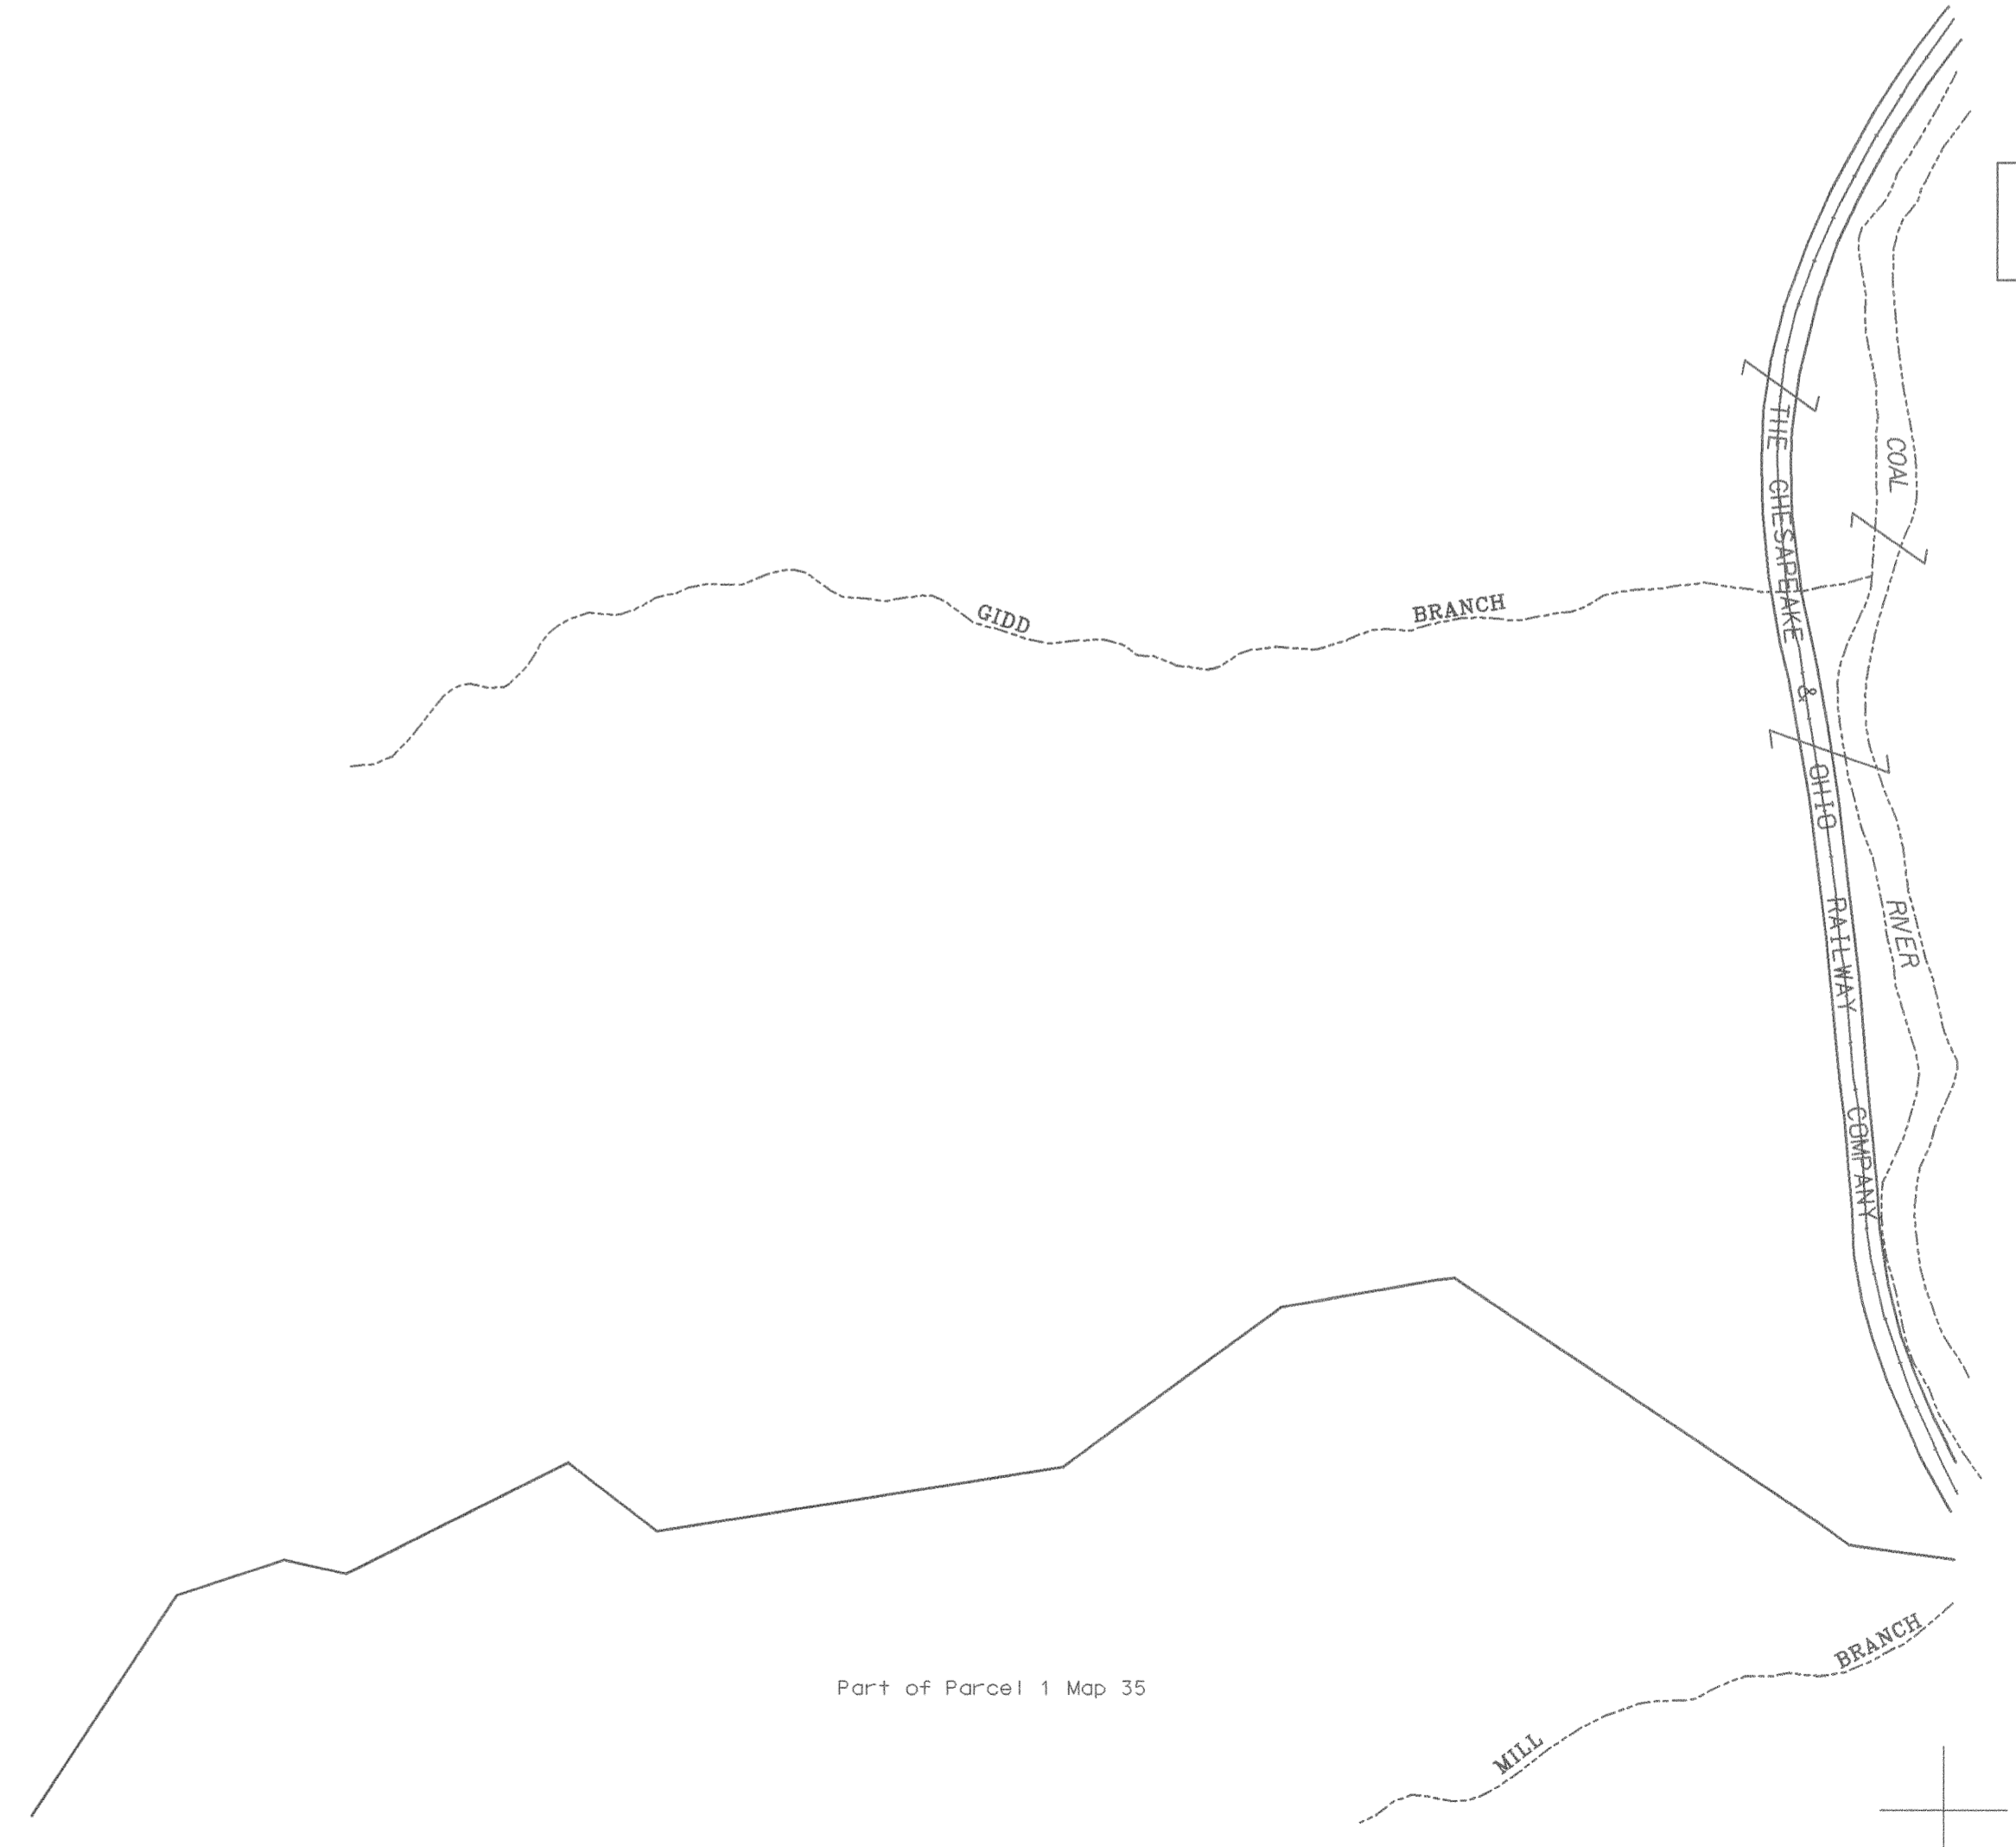 THE CHESAPEAKE & OHIO RAILWAY COMPANY
COAL RIVER
GIDD BRANCH
Part of Parcel 1 Map 35
MILL BRANCH